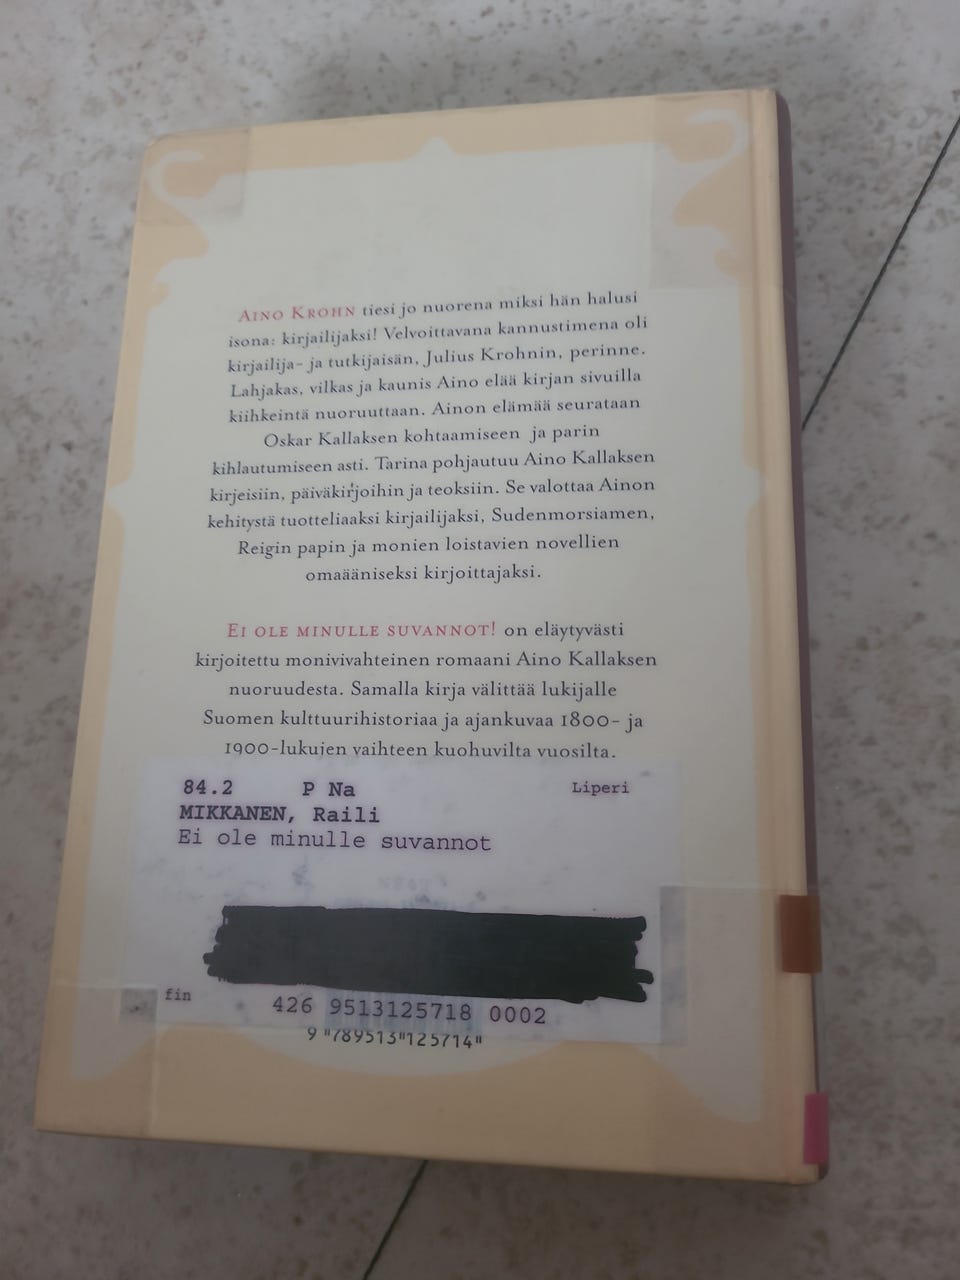 AINO KROHN tiesi jo nuorena miksi hän halusi
isona: kirjailijaksi! Velvoittavana kannustimena oli
kirjailija- ja tutkijaisän, Julius Krohnin, perinne.
Lahjakas, vilkas ja kaunis Aino elää kirjan sivuilla
kiihkeintä nuoruuttaan. Ainon elämää seurataan
Oskar Kallaksen kohtaamiseen ja parin
kihlautumiseen asti. Tarina pohjautuu Aino Kallaksen
kirjeisiin, päiväkirjoihin ja teoksiin. Se valottaa Ainon
kehitystä tuotteliaaksi kirjailijaksi, Sudenmorsiamen,
Reigin papin ja monien loistavien novellien
omaääniseksi kirjoittajaksi.
EI OLE MINULLE SUVANNOT! on eläytyvästi
kirjoitettu monivivahteinen romaani Aino Kallaksen
nuoruudesta. Samalla kirja välittää lukijalle
Suomen kulttuurihistoriaa ja ajankuvaa 1800- ja
1900-lukujen vaihteen kuohuvilta vuosilta.
84.2 P Na Liperi
MIKKANEN, Raili
Ei ole minulle suvannot
fin 426 9513125718 0002
9 "789513"125714"